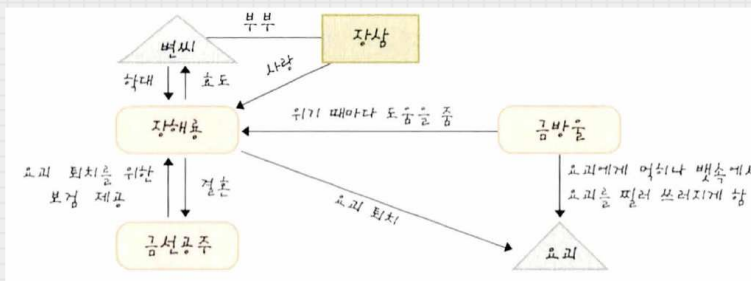 부부
변씨
장삼
사랑
학대
효도
위기 때마다 도움을 줌
장해룡
금방울
요괴 퇴치를 위한
보검 제공
결혼
요괴에게 먹히나 뱃속에서
요괴를 찔러 쓰러지게 함
요괴 퇴치
금선공주
요괴